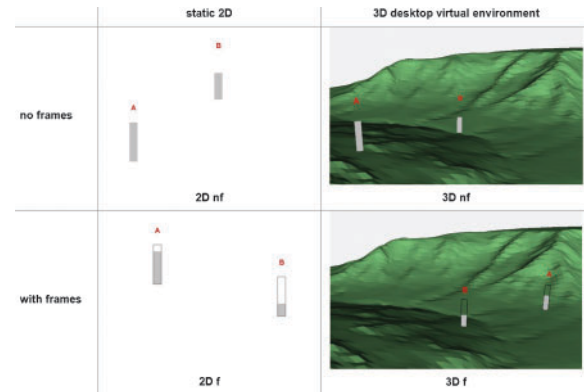 static 2D
3D desktop virtual environment
no frames
B
A
2D nf
A
3D nf
with frames
A
B
2D f
A
3D f